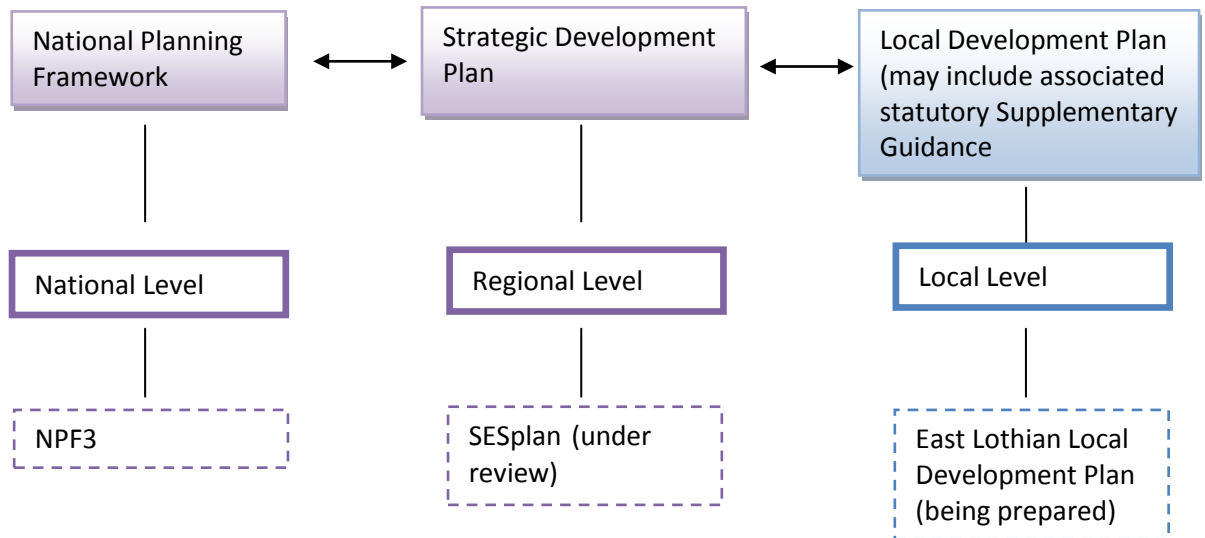 National Planning
Framework
Strategic Development
Plan
Local Development Plan
(may include associated
statutory Supplementary
Guidance
National Level
Regional Level
Local Level
NPF3
SESplan (under
review)
East Lothian Local
Development Plan
(being prepared)